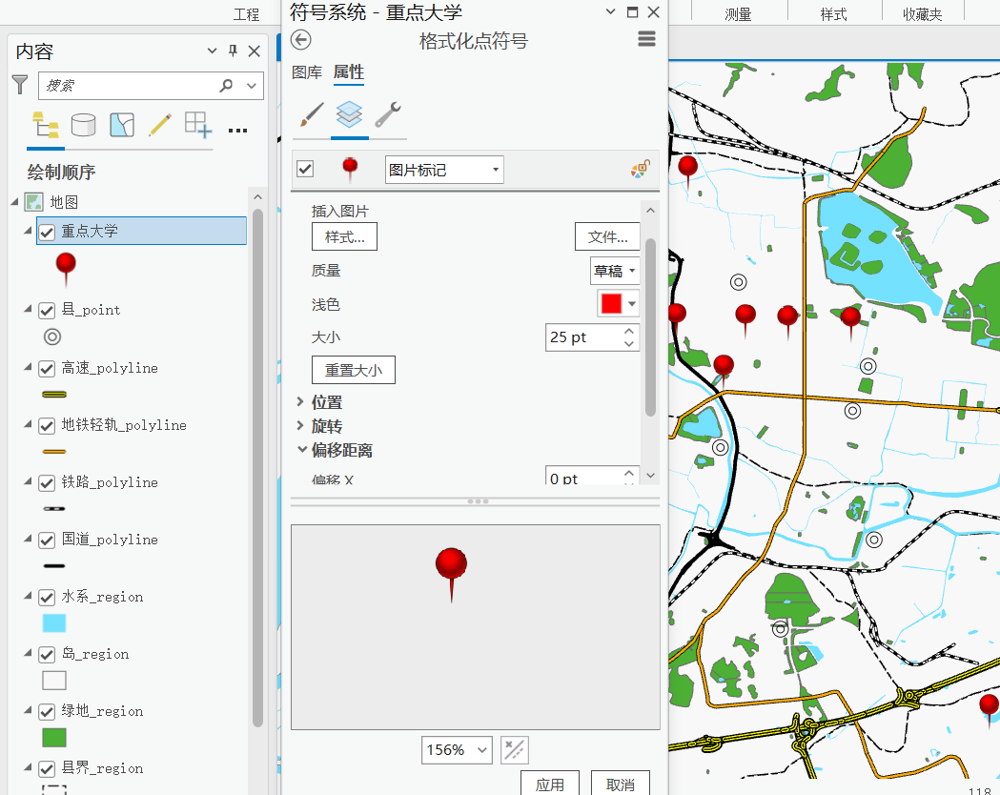 工程
符号系统 - 重点大学
测量
样式
收藏夹
内容
格式化点符号
搜索
图库 属性
绘制顺序
图片标记
地图
重点大学
县_point
高速_polyline
地铁轻轨_polyline
铁路_polyline
国道_polyline
水系_region
岛_region
绿地_region
县界_region
插入图片
样式...
文件...
质量
草稿
浅色
大小
25 pt
重置大小
位置
旋转
偏移距离
偏移 X
0 pt
156%
应用
取消
118